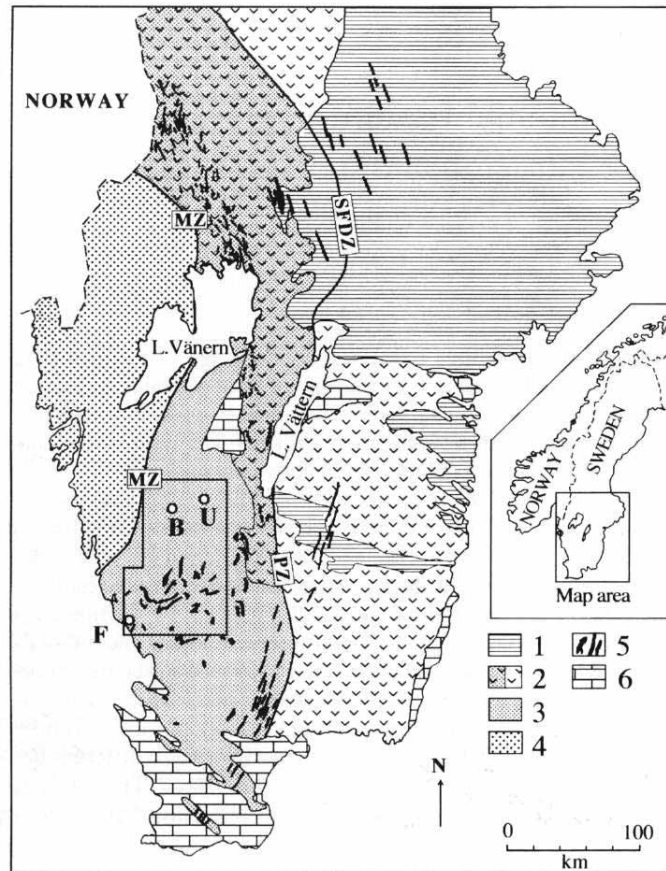 NORWAY
MZ
SFDZ
L.Vänern
L. Vättern
MZ
B
U
PZ
F
NORWAY
SWEDEN
Map area
1
5
2
6
3
4
N
0
100
km